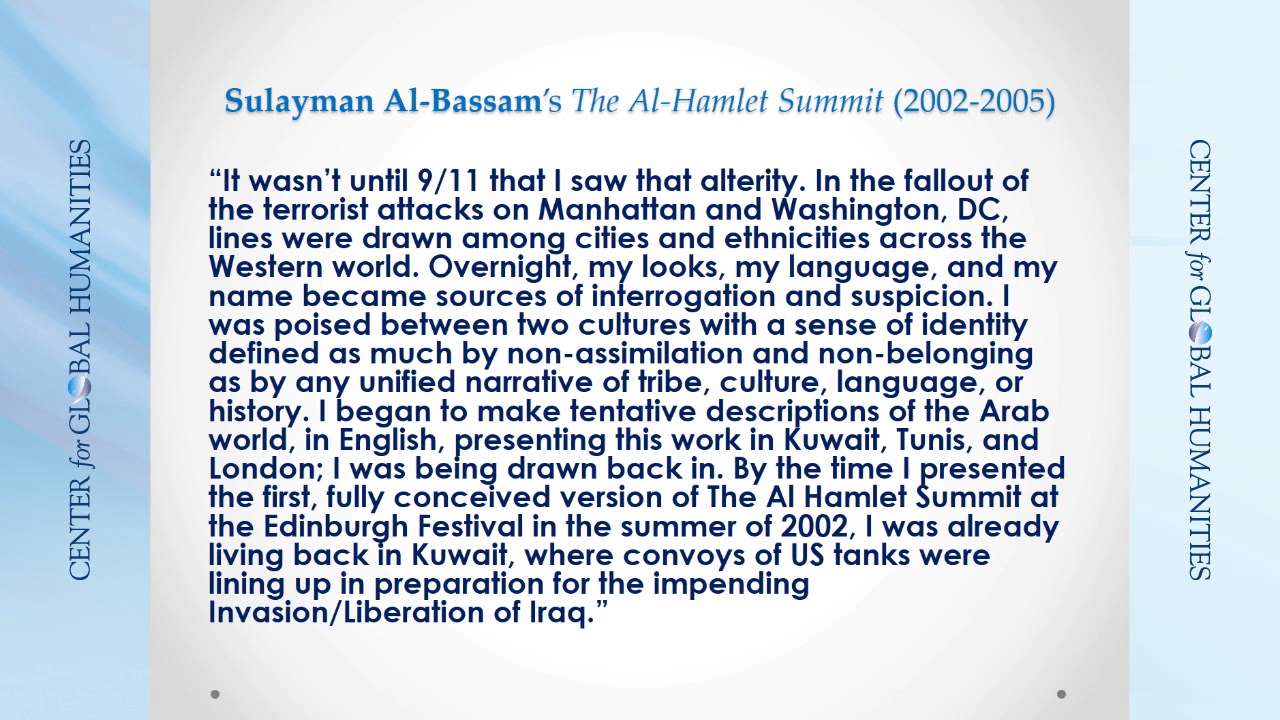 Sulayman Al-Bassam’s The Al-Hamlet Summit (2002-2005)
“It wasn’t until 9/11 that I saw that alterity. In the fallout of
the terrorist attacks on Manhattan and Washington, DC,
lines were drawn among cities and ethnicities across the
Western world. Overnight, my looks, my language, and my
name became sources of interrogation and suspicion. I
was poised between two cultures with a sense of identity
defined as much by non-assimilation and non-belonging
as by any unified narrative of tribe, culture, language, or
history. I began to make tentative descriptions of the Arab
world, in English, presenting this work in Kuwait, Tunis, and
London; I was being drawn back in. By the time I presented
the first, fully conceived version of The Al Hamlet Summit at
the Edinburgh Festival in the summer of 2002, I was already
living back in Kuwait, where convoys of US tanks were
lining up in preparation for the impending
Invasion/Liberation of Iraq.”
CENTER for GLOBAL HUMANITIES
CENTER for GLOBAL HUMANITIES